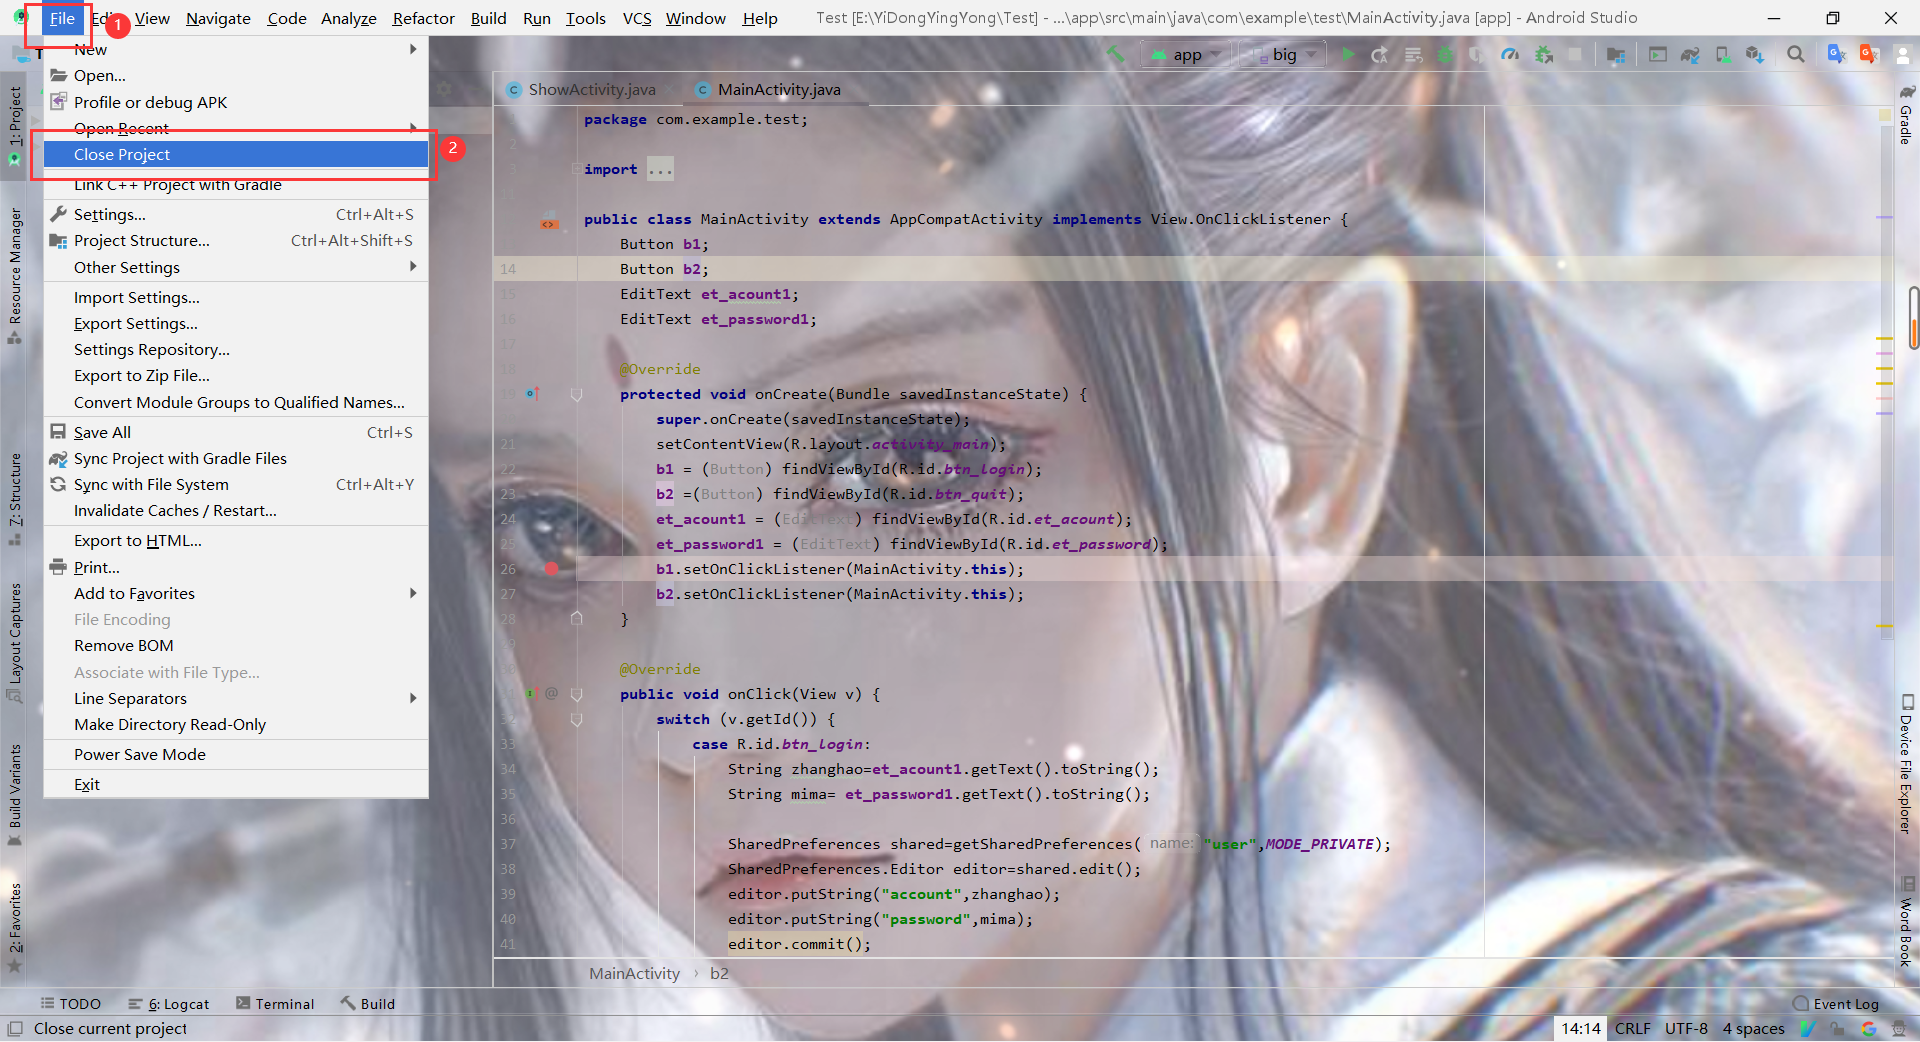 File Edit View Navigate Code Analyze Refactor Build Run Tools VCS Window Help Test [E:\YiDongYingYong\Test] - ...\app\src\main\java\com\example\test\MainActivity.java [app] - Android Studio
1
New
Open...
Profile or debug APK
Open Recent
Close Project
2
Link C++ Project with Gradle
Settings... Ctrl+Alt+S
Project Structure... Ctrl+Alt+Shift+S
Other Settings
Import Settings...
Export Settings...
Settings Repository...
Export to Zip File...
Convert Module Groups to Qualified Names...
Save All Ctrl+S
Sync Project with Gradle Files
Sync with File System Ctrl+Alt+Y
Invalidate Caches / Restart...
Export to HTML...
Print...
Add to Favorites
File Encoding
Remove BOM
Associate with File Type...
Line Separators
Make Directory Read-Only
Power Save Mode
Exit
1: Project
Resource Manager
7: Structure
Layout Captures
Build Variants
2: Favorites
app big
ShowActivity.java MainActivity.java
package com.example.test;
2
3 import ...
public class MainActivity extends AppCompatActivity implements View.OnClickListener {
Button b1;
14 Button b2;
15 EditText et_acount1;
16 EditText et_password1;
17
18 @Override
19 protected void onCreate(Bundle savedInstanceState) {
super.onCreate(savedInstanceState);
21 setContentView(R.layout.activity_main);
22 b1 = (Button) findViewById(R.id.btn_login);
23 b2 =(Button) findViewById(R.id.btn_quit);
24 et_acount1 = (EditText) findViewById(R.id.et_acount);
25 et_password1 = (EditText) findViewById(R.id.et_password);
26 b1.setOnClickListener(MainActivity.this);
27 b2.setOnClickListener(MainActivity.this);
28 }
29
30 @Override
31 @ public void onClick(View v) {
32 switch (v.getId()) {
33 case R.id.btn_login:
34 String zhanghao=et_acount1.getText().toString();
35 String mima= et_password1.getText().toString();
36
37 SharedPreferences shared=getSharedPreferences( name: "user",MODE_PRIVATE);
38 SharedPreferences.Editor editor=shared.edit();
39 editor.putString("account",zhanghao);
40 editor.putString("password",mima);
41 editor.commit();
MainActivity › b2
Gradle
Device File Explorer
Word Book
TODO 6: Logcat Terminal Build Event Log
Close current project 14:14 CRLF UTF-8 4 spaces